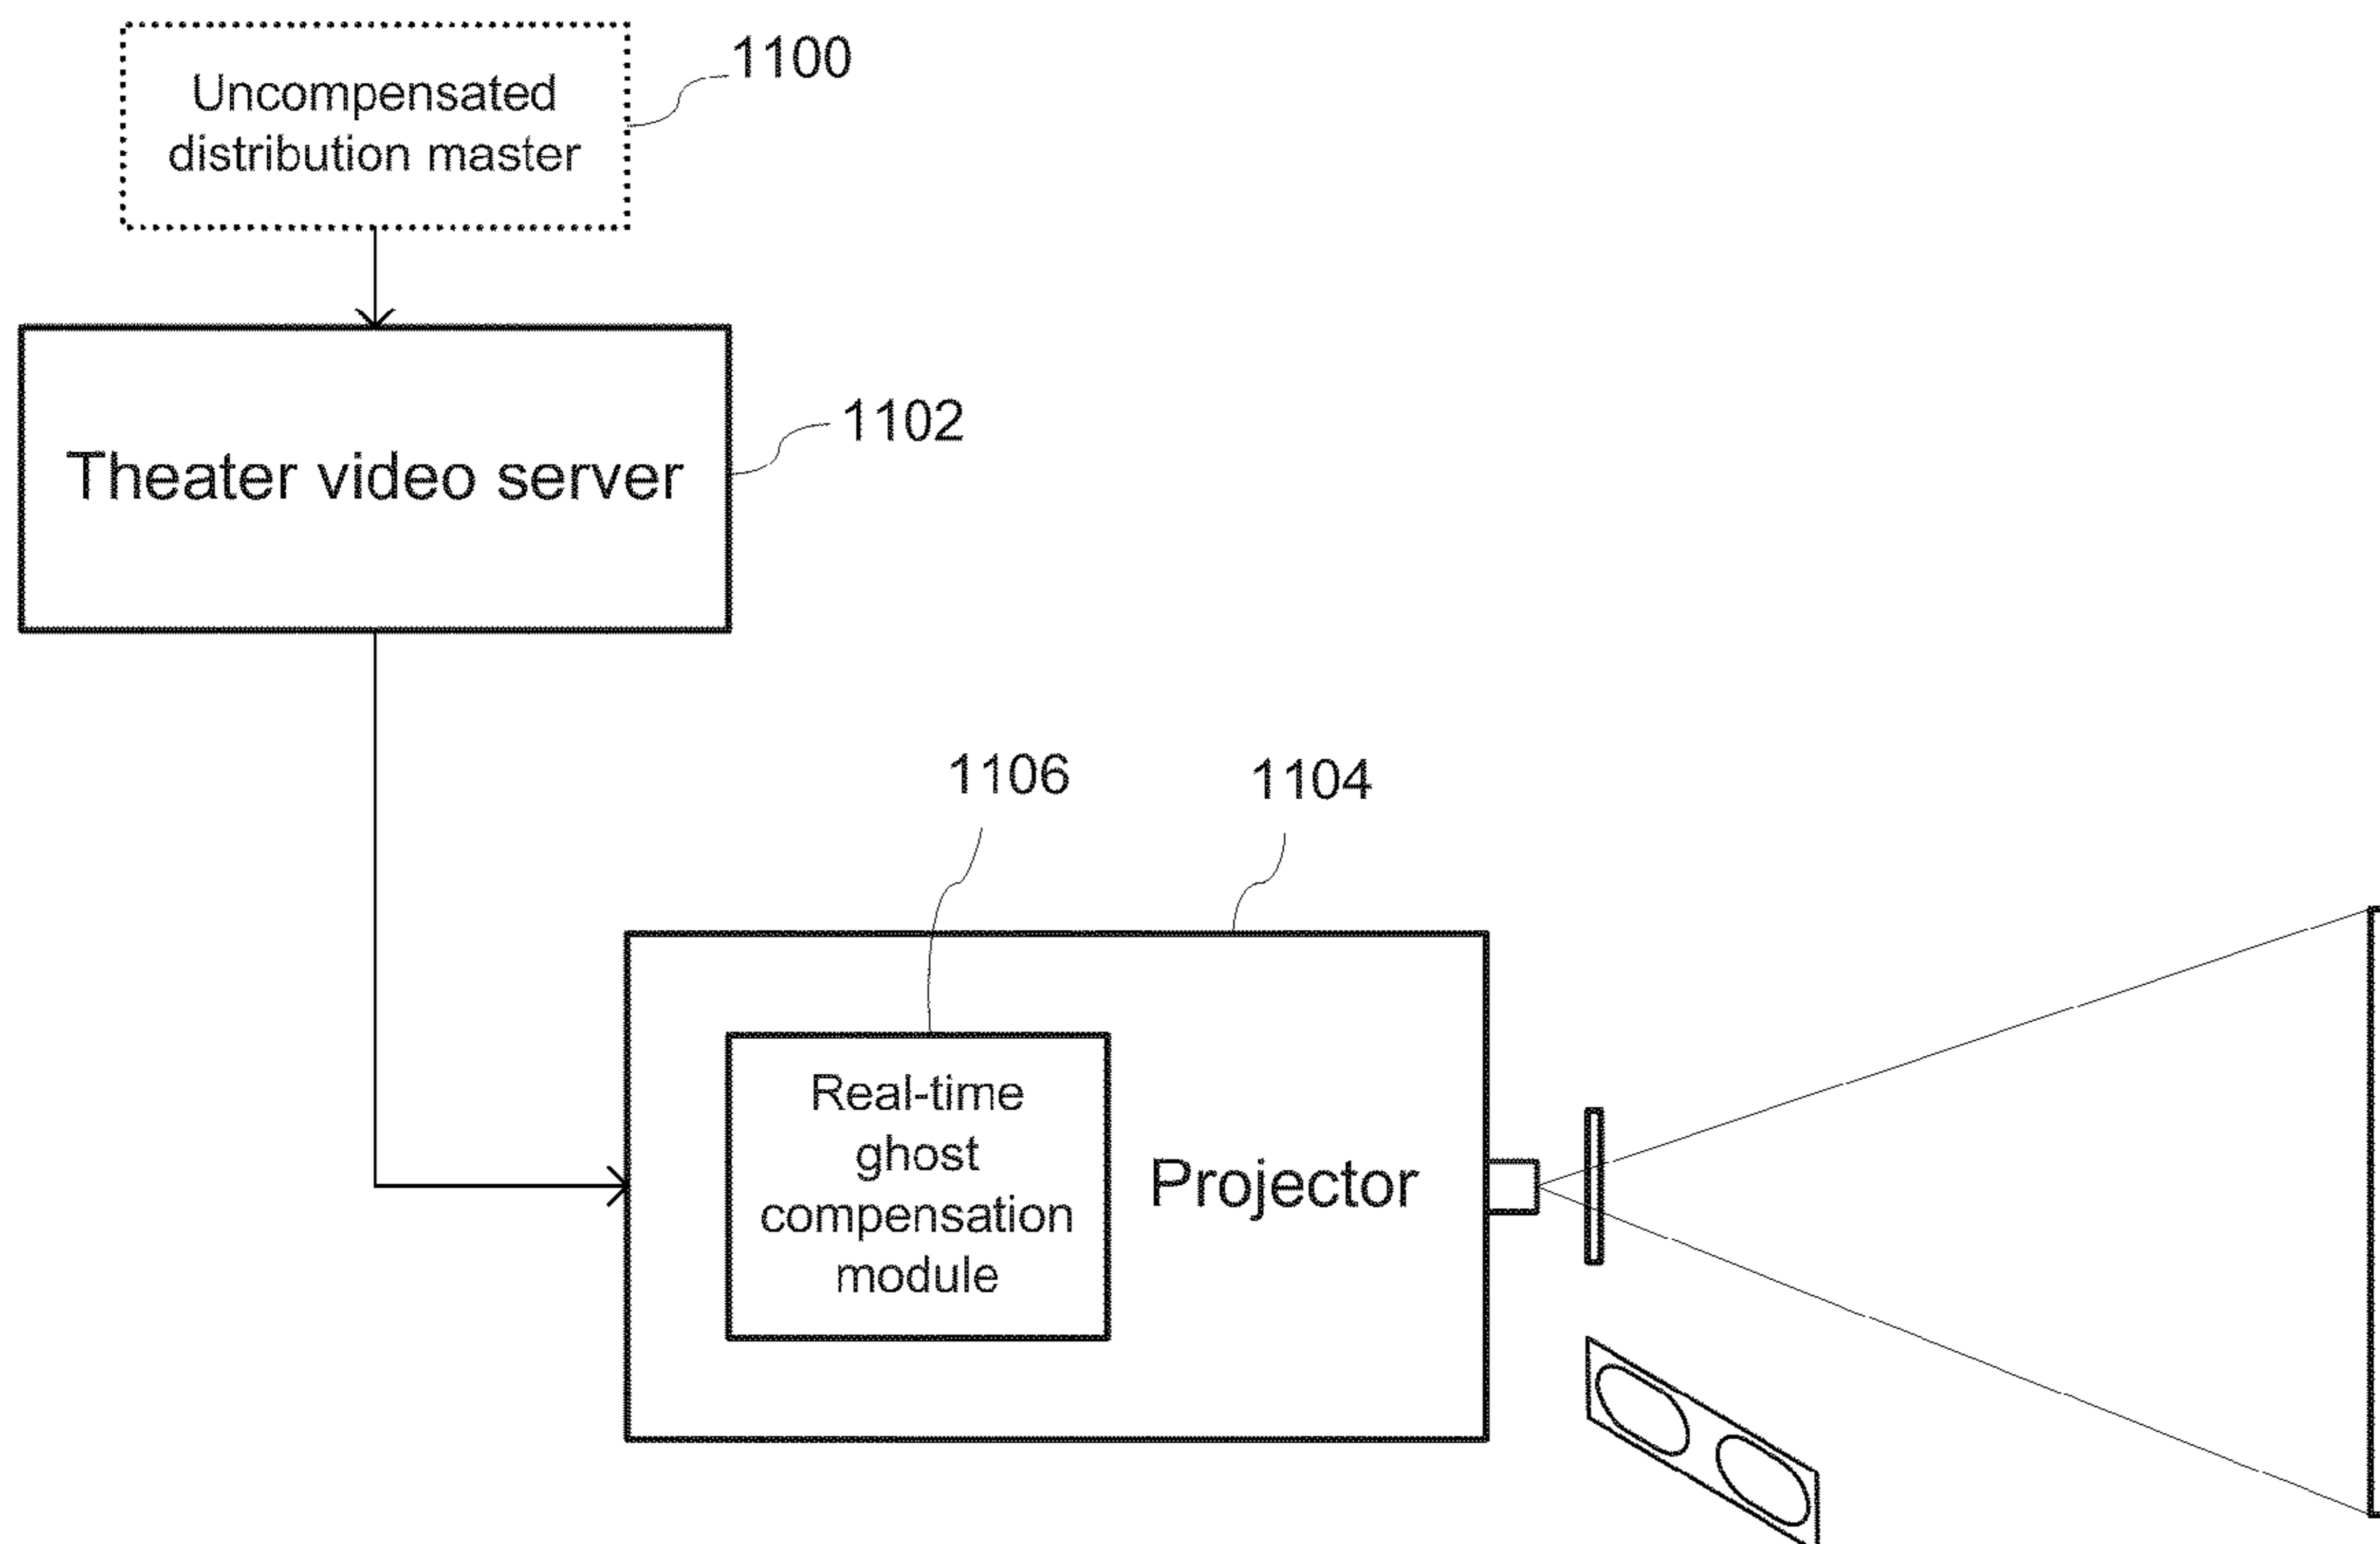 Uncompensated
distribution master
1100
Theater video server
1102
1106
1104
Real-time
ghost
compensation
module
Projector